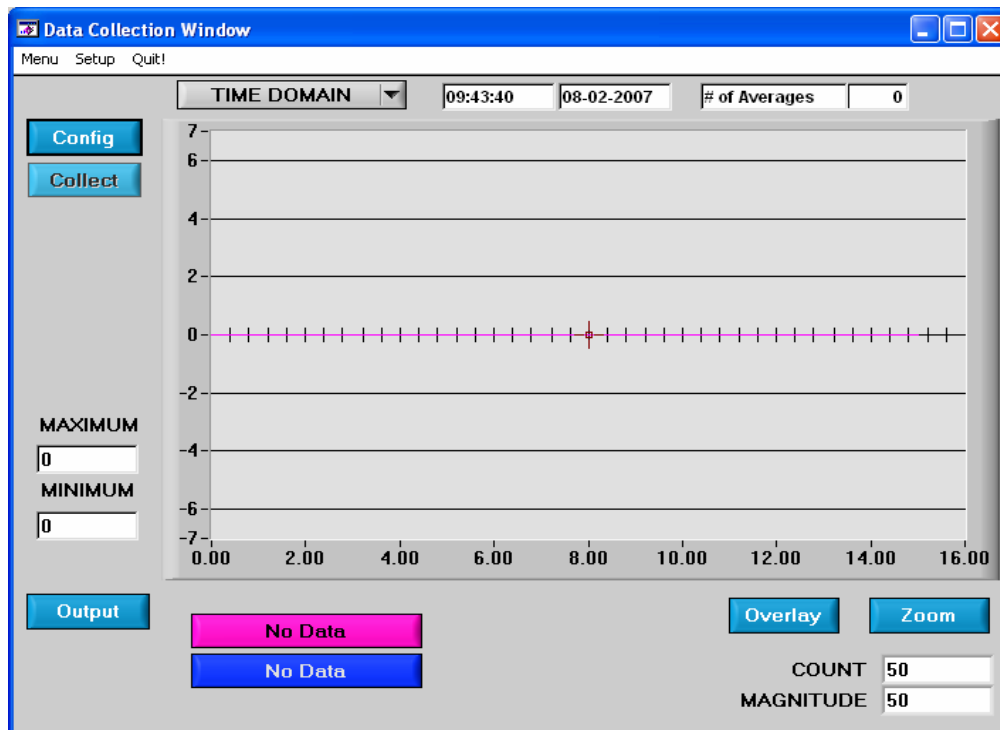 Data Collection Window
Menu Setup Quit!
TIME DOMAIN 09:43:40 08-02-2007 # of Averages 0
Config
Collect
7
6
4
2
0
-2
-4
-6
-7
0.00 2.00 4.00 6.00 8.00 10.00 12.00 14.00 16.00
MAXIMUM
0
MINIMUM
0
Output
No Data
No Data
Overlay Zoom
COUNT 50
MAGNITUDE 50